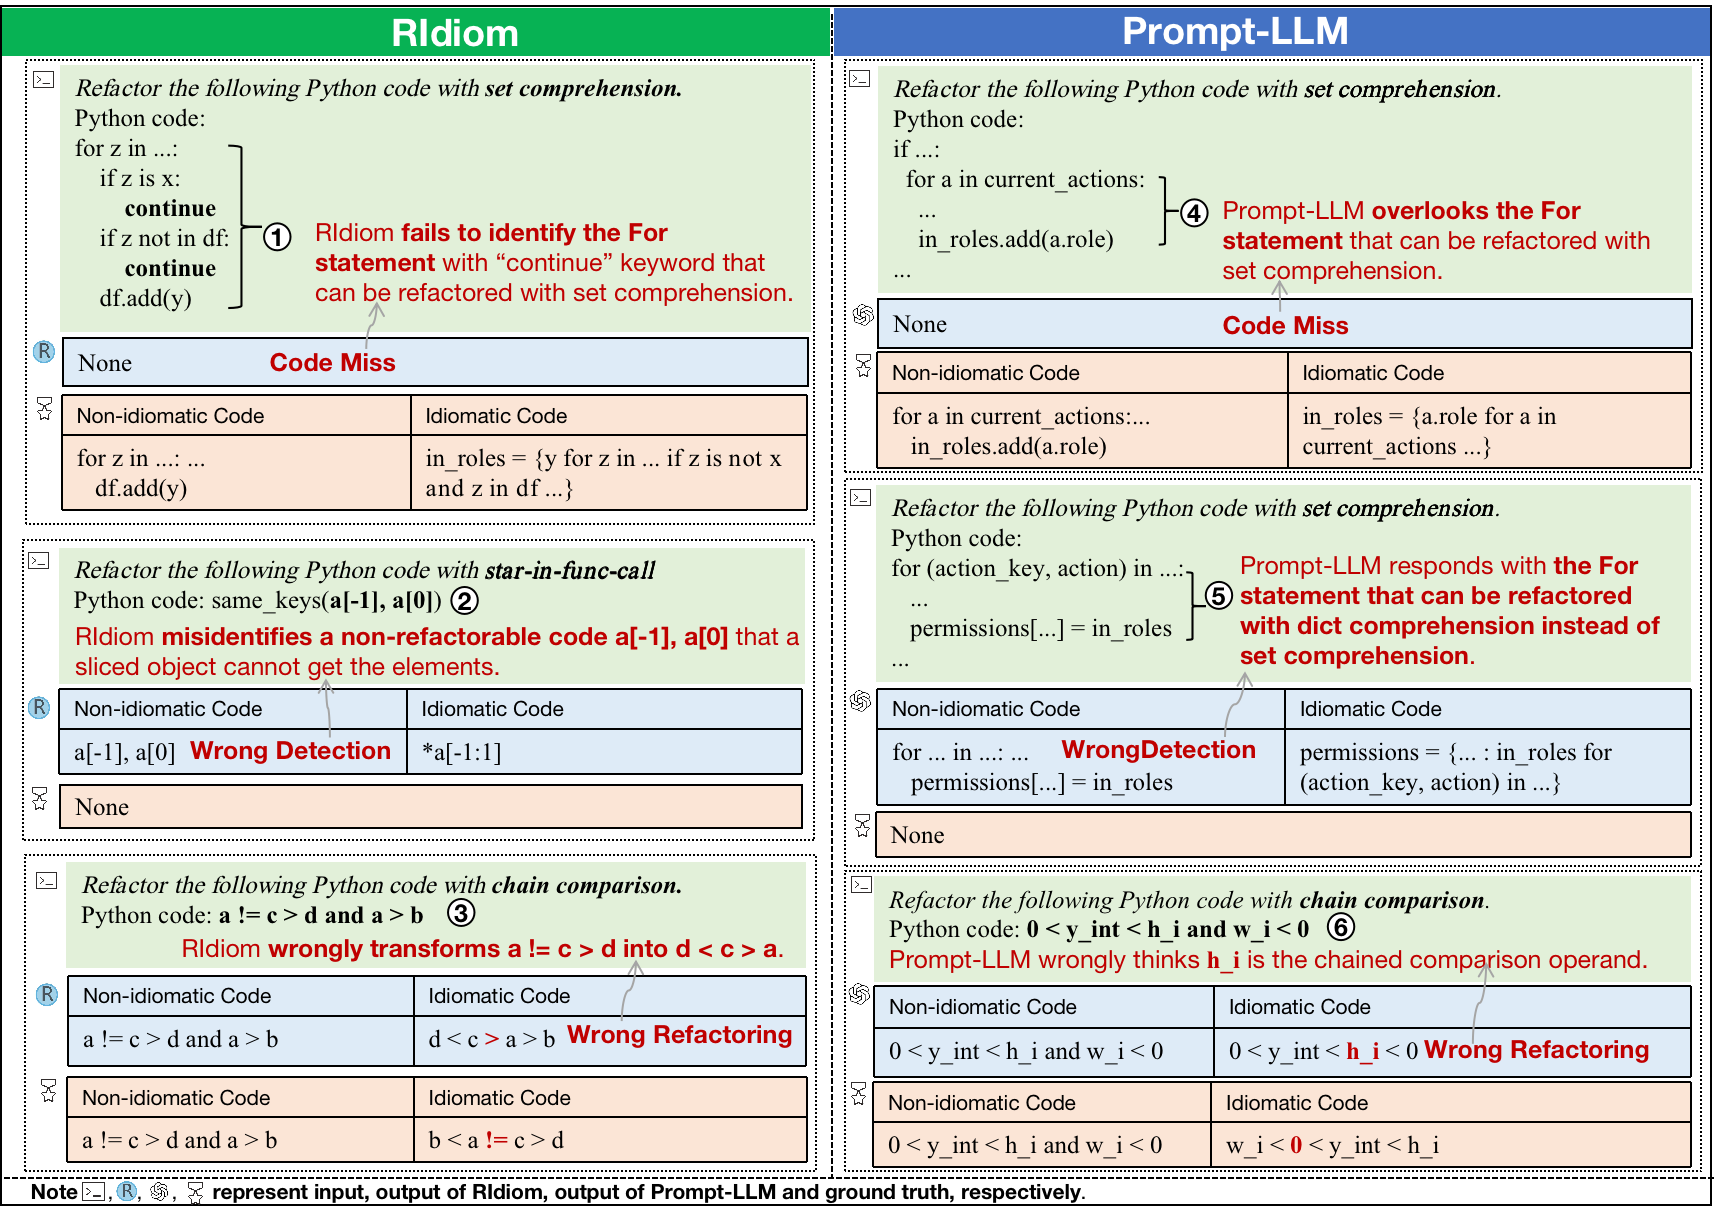 RIdiom
Refactor the following Python code with set comprehension.
Python code:
for z in ...:
if z is x:
continue
if z not in df:
continue
df.add(y)
①
RIdiom fails to identify the For
statement with “continue” keyword that
can be refactored with set comprehension.
R
None
Code Miss
Non-idiomatic Code
Idiomatic Code
for z in ...: ...
df.add(y)
in_roles = {y for z in ... if z is not x
and z in df ...}
Refactor the following Python code with star-in-func-call
Python code: same_keys(a[-1], a[0]) ②
RIdiom misidentifies a non-refactorable code a[-1], a[0] that a
sliced object cannot get the elements.
R
Non-idiomatic Code
Idiomatic Code
a[-1], a[0]
Wrong Detection
*a[-1:1]
None
Refactor the following Python code with chain comparison.
Python code: a != c > d and a > b ③
RIdiom wrongly transforms a != c > d into d < c > a.
R
Non-idiomatic Code
Idiomatic Code
a != c > d and a > b
d < c > a > b
Wrong Refactoring
Non-idiomatic Code
Idiomatic Code
a != c > d and a > b
b < a != c > d
Prompt-LLM
Refactor the following Python code with set comprehension.
Python code:
if ...:
for a in current_actions:
...
in_roles.add(a.role)
...
④
Prompt-LLM overlooks the For
statement that can be refactored with
set comprehension.
None
Code Miss
Non-idiomatic Code
Idiomatic Code
for a in current_actions:...
in_roles.add(a.role)
in_roles = {a.role for a in
current_actions ...}
Refactor the following Python code with set comprehension.
Python code:
for (action_key, action) in ...:
...
permissions[...] = in_roles
...
⑤
Prompt-LLM responds with the For
statement that can be refactored
with dict comprehension instead of
set comprehension.
Non-idiomatic Code
Idiomatic Code
for ... in ...: ...
permissions[...] = in_roles
WrongDetection
permissions = {... : in_roles for
(action_key, action) in ...}
None
Refactor the following Python code with chain comparison.
Python code: 0 < y_int < h_i and w_i < 0 ⑥
Prompt-LLM wrongly thinks h_i is the chained comparison operand.
Non-idiomatic Code
Idiomatic Code
0 < y_int < h_i and w_i < 0
0 < y_int < h_i < 0
Wrong Refactoring
Non-idiomatic Code
Idiomatic Code
0 < y_int < h_i and w_i < 0
w_i < 0 < y_int < h_i
Note , R, , represent input, output of RIdiom, output of Prompt-LLM and ground truth, respectively.